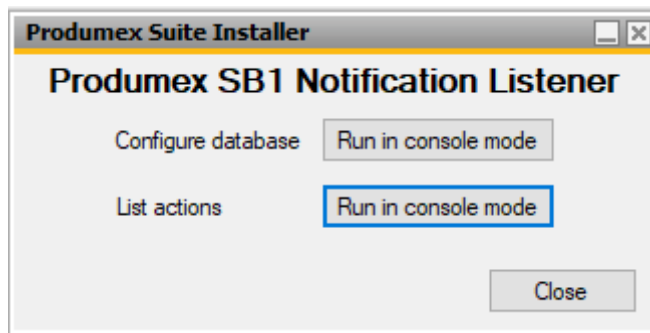 Produmex Suite Installer
Produmex SB1 Notification Listener
Configure database Run in console mode
List actions Run in console mode
Close